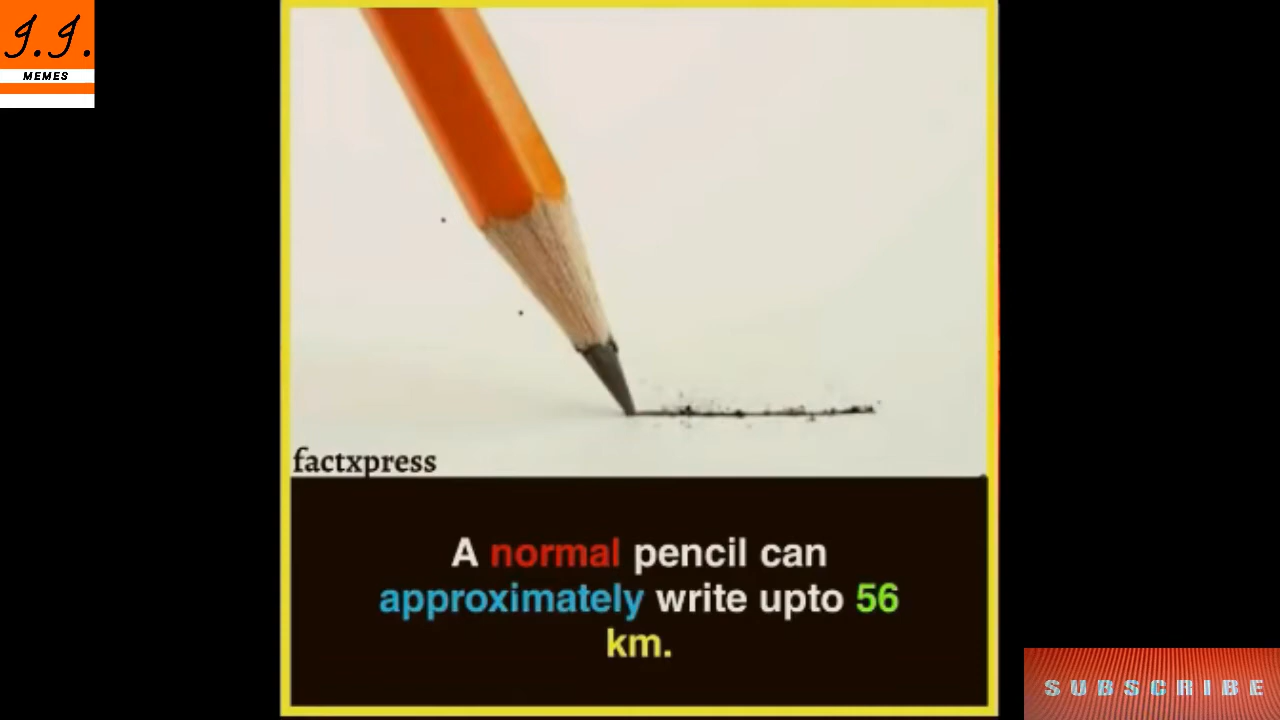 J.J.
MEMES
factxpress
A normal pencil can
approximately write upto 56
km.
SUBSCRIBE